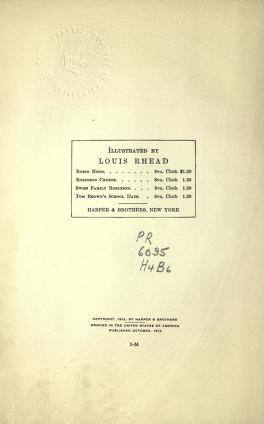 ILLUSTRATED BY
LOUIS RHEAD
ROBIN HOOD. . . . . . . . 8vo, Cloth $1.50
ROBINSON CRUSOE. . . . . . 8vo, Cloth 1.50
SWISS FAMILY ROBINSON. . . . 8vo, Cloth 1.50
TOM BROWN'S SCHOOL DAYS. . 8vo, Cloth 1.50
HARPER & BROTHERS, NEW YORK
PR
6035
H4B6
COPYRIGHT, 1912, BY HARPER & BROTHERS
PRINTED IN THE UNITED STATES OF AMERICA
PUBLISHED OCTOBER, 1912
I-M